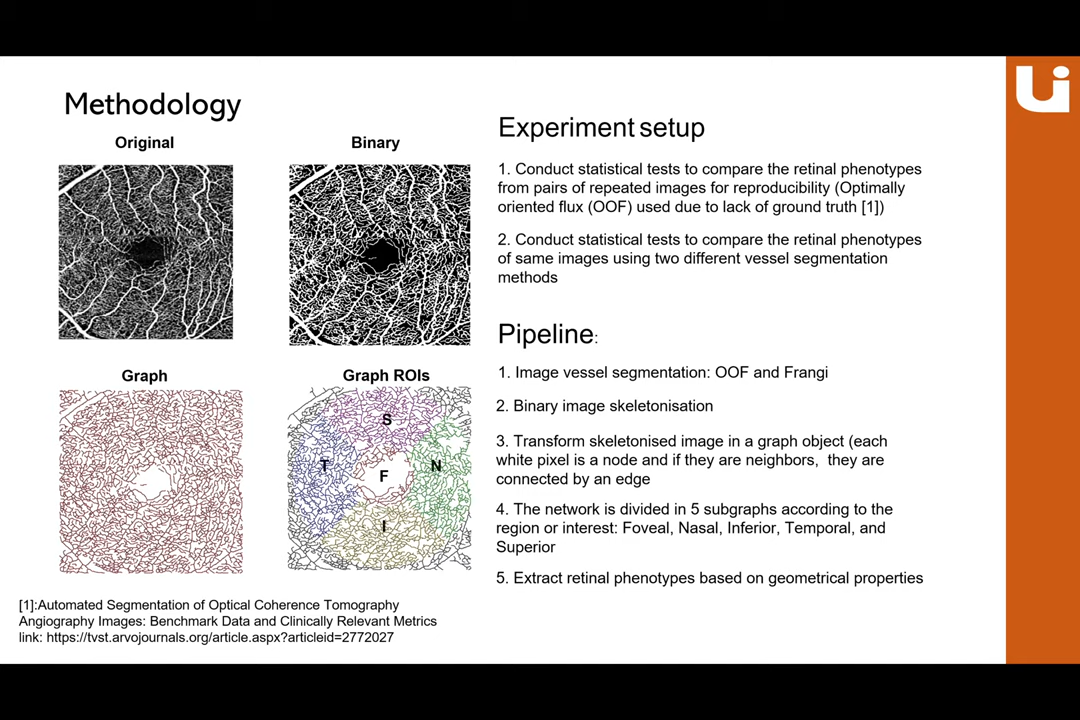 Methodology
Original
Binary
Graph
Graph ROIs
S
T
N
F
I
[1]:Automated Segmentation of Optical Coherence Tomography
Angiography Images: Benchmark Data and Clinically Relevant Metrics
link: https://tvst.arvojournals.org/article.aspx?articleid=2772027
Experiment setup
1. Conduct statistical tests to compare the retinal phenotypes
from pairs of repeated images for reproducibility (Optimally
oriented flux (OOF) used due to lack of ground truth [1])
2. Conduct statistical tests to compare the retinal phenotypes
of same images using two different vessel segmentation
methods
Pipeline:
1. Image vessel segmentation: OOF and Frangi
2. Binary image skeletonisation
3. Transform skeletonised image in a graph object (each
white pixel is a node and if they are neighbors, they are
connected by an edge
4. The network is divided in 5 subgraphs according to the
region or interest: Foveal, Nasal, Inferior, Temporal, and
Superior
5. Extract retinal phenotypes based on geometrical properties
Ui